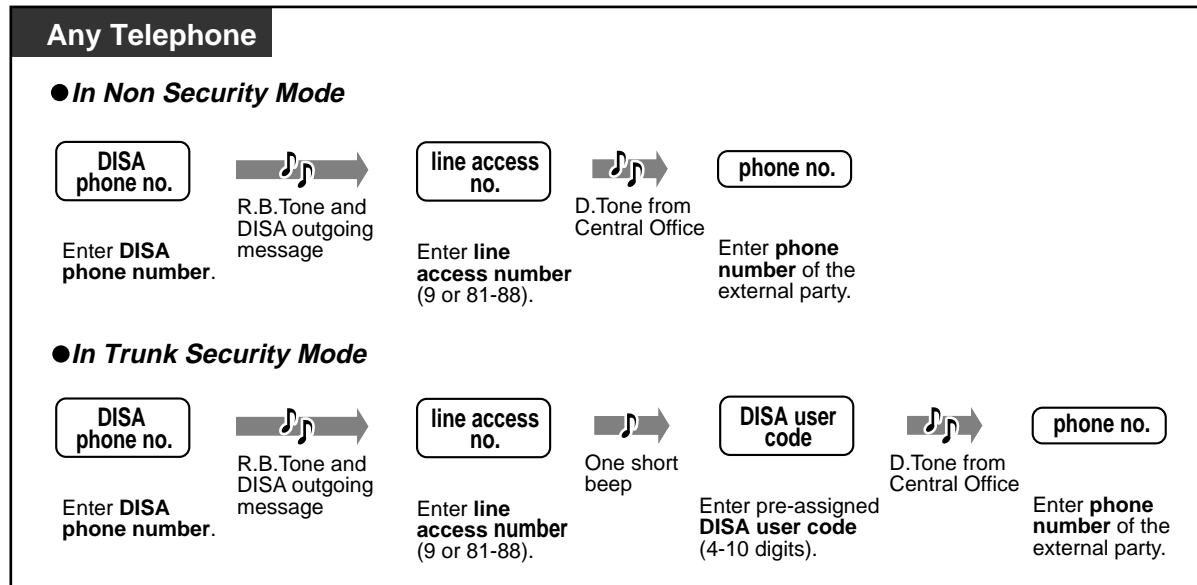 Any Telephone
●In Non Security Mode
DISA
phone no.
R.B.Tone and
DISA outgoing
message
line access
no.
D.Tone from
Central Office
phone no.
Enter DISA
phone number.
Enter line
access number
(9 or 81-88).
Enter phone
number of the
external party.
●In Trunk Security Mode
DISA
phone no.
R.B.Tone and
DISA outgoing
message
line access
no.
One short
beep
DISA user
code
D.Tone from
Central Office
phone no.
Enter DISA
phone number.
Enter line
access number
(9 or 81-88).
Enter pre-assigned
DISA user code
(4-10 digits).
Enter phone
number of the
external party.